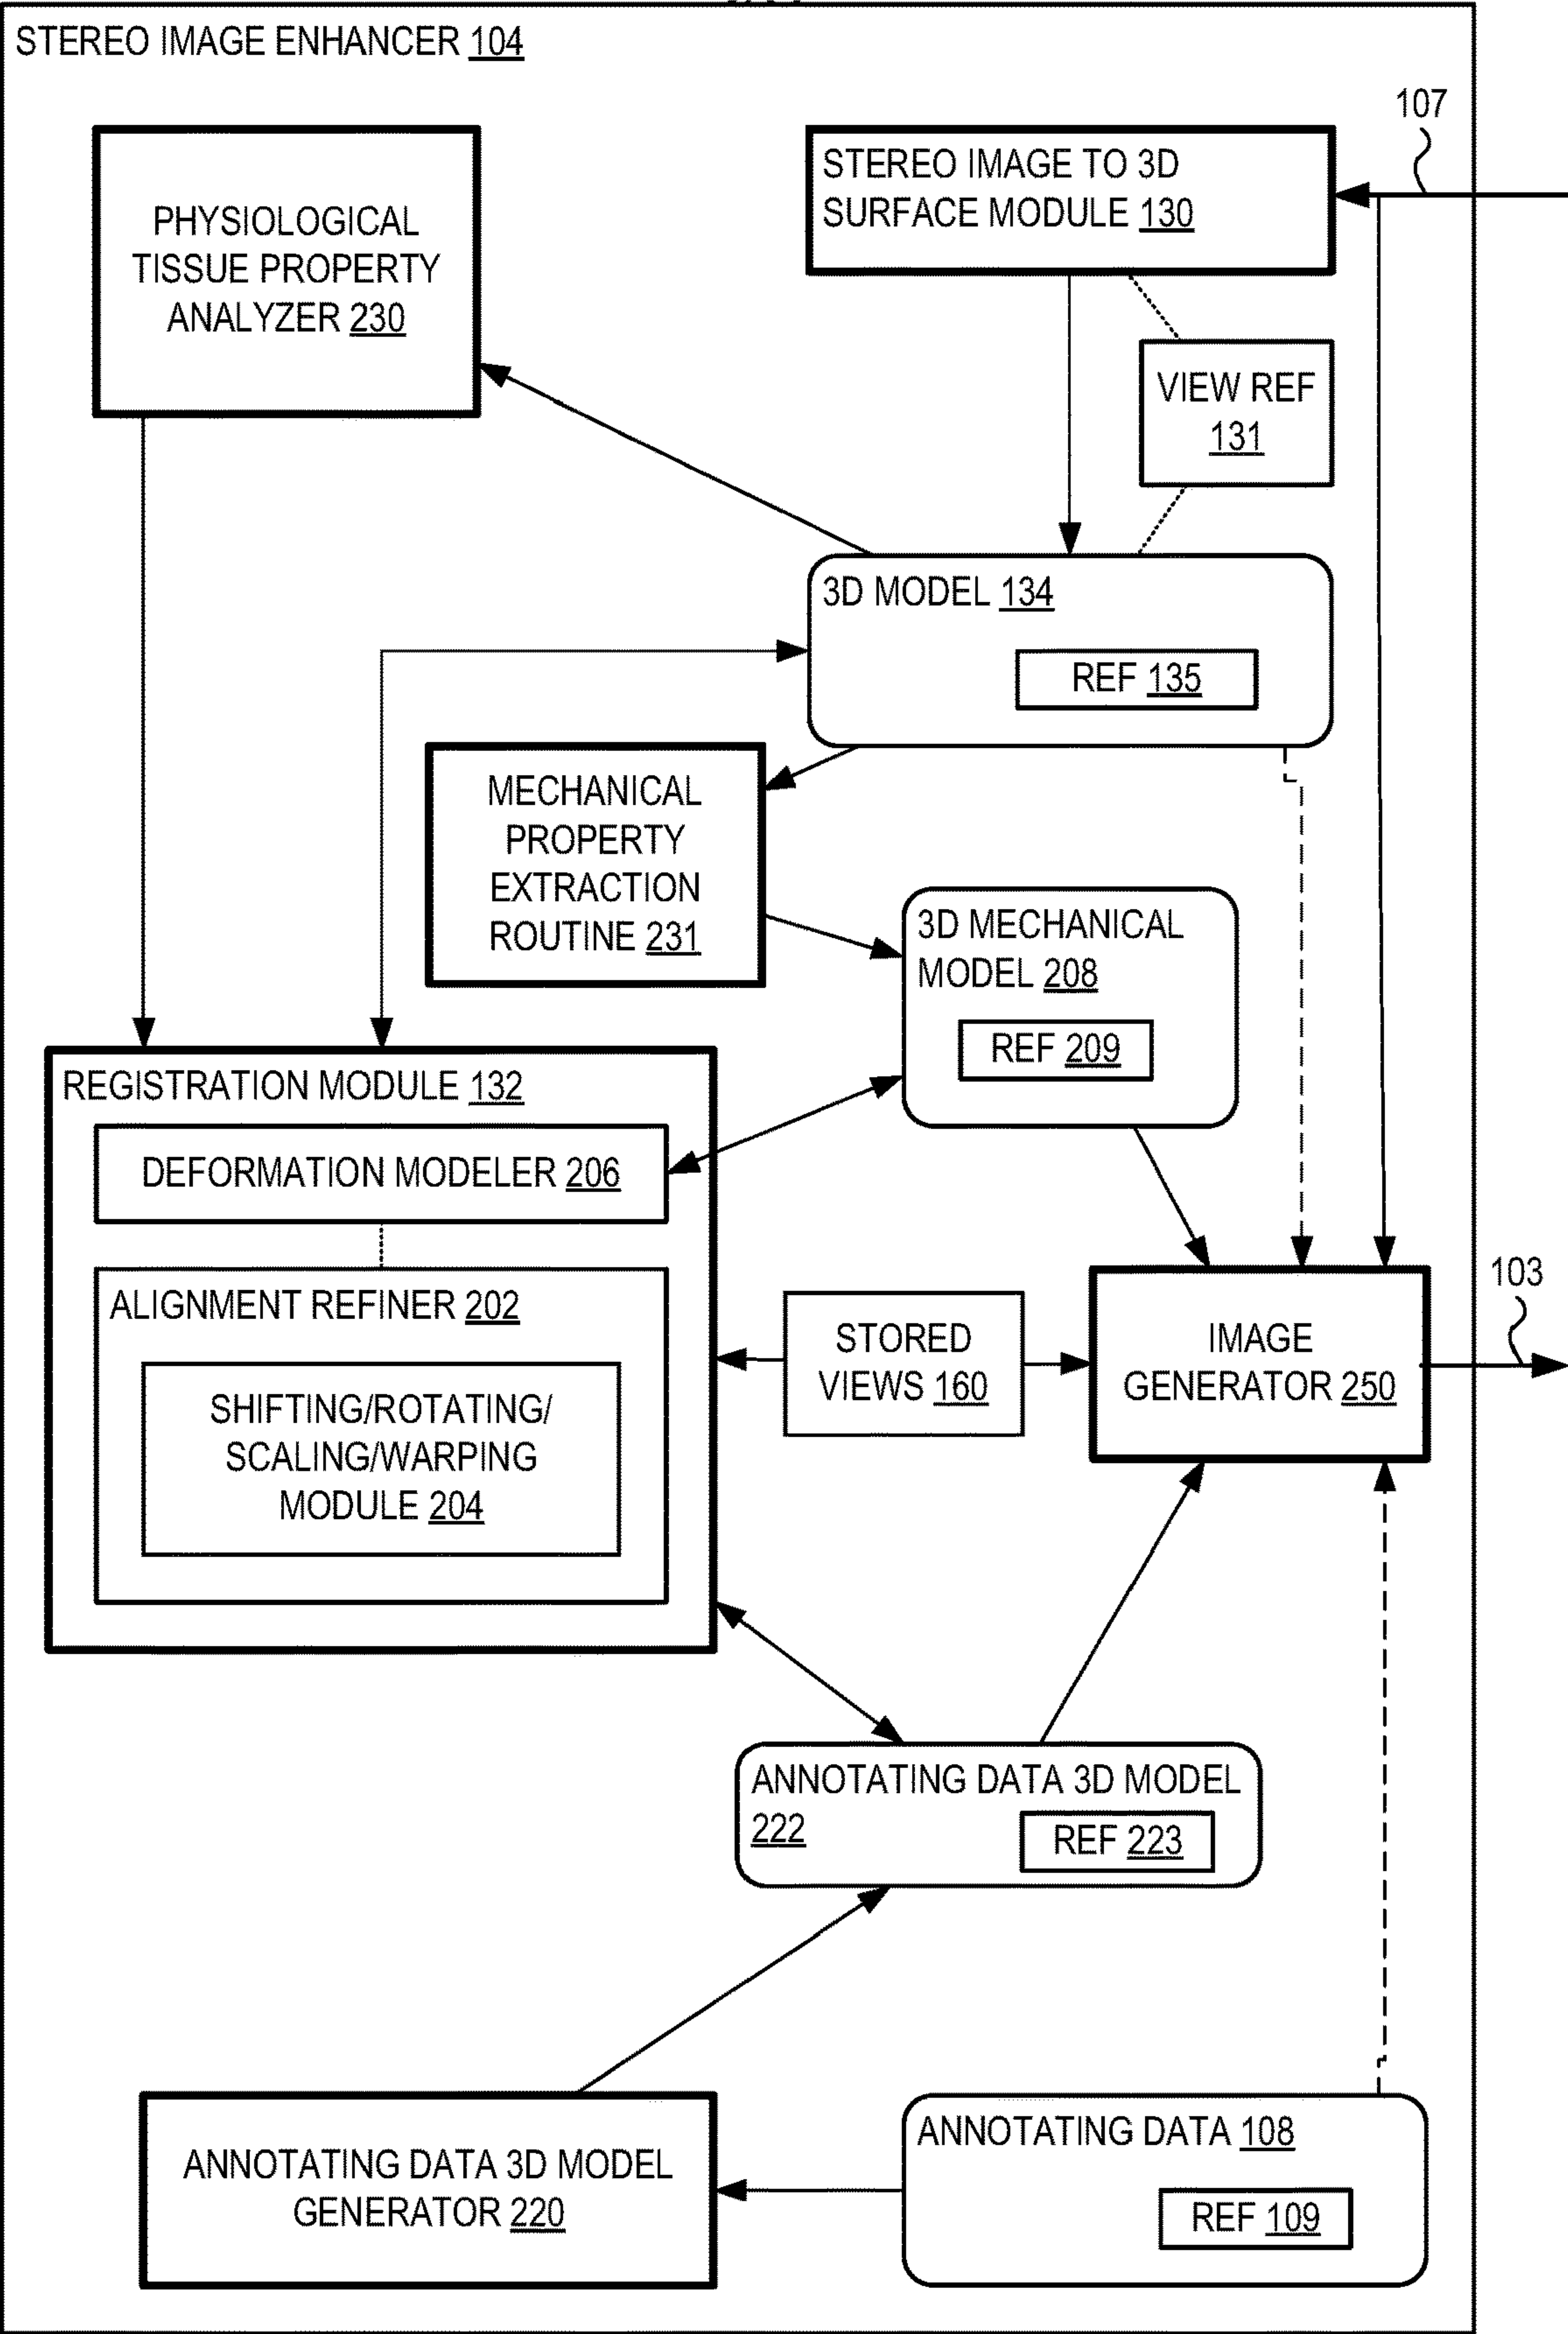 STEREO IMAGE ENHANCER 104
107
STEREO IMAGE TO 3D
SURFACE MODULE 130
PHYSIOLOGICAL
TISSUE PROPERTY
ANALYZER 230
VIEW REF
131
3D MODEL 134
REF 135
MECHANICAL
PROPERTY
EXTRACTION
ROUTINE 231
3D MECHANICAL
MODEL 208
REF 209
REGISTRATION MODULE 132
DEFORMATION MODELER 206
ALIGNMENT REFINER 202
SHIFTING/ROTATING/
SCALING/WARPING
MODULE 204
STORED
VIEWS 160
IMAGE
GENERATOR 250
103
ANNOTATING DATA 3D MODEL
222
REF 223
ANNOTATING DATA 3D MODEL
GENERATOR 220
ANNOTATING DATA 108
REF 109